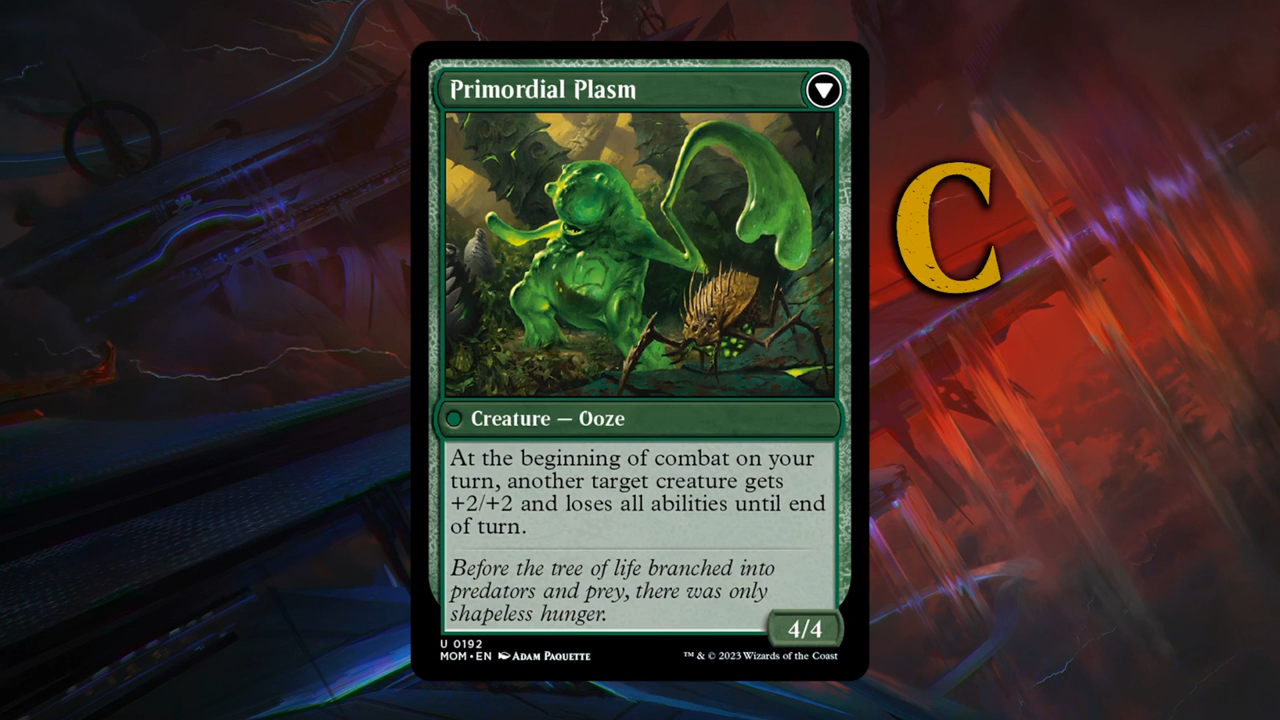 Primordial Plasm
C
Creature — Ooze
At the beginning of combat on your
turn, another target creature gets
+2/+2 and loses all abilities until end
of turn.
Before the tree of life branched into
predators and prey, there was only
shapeless hunger.
4/4
U 0192
MOM • EN Adam Paquette
™ & © 2023 Wizards of the Coast